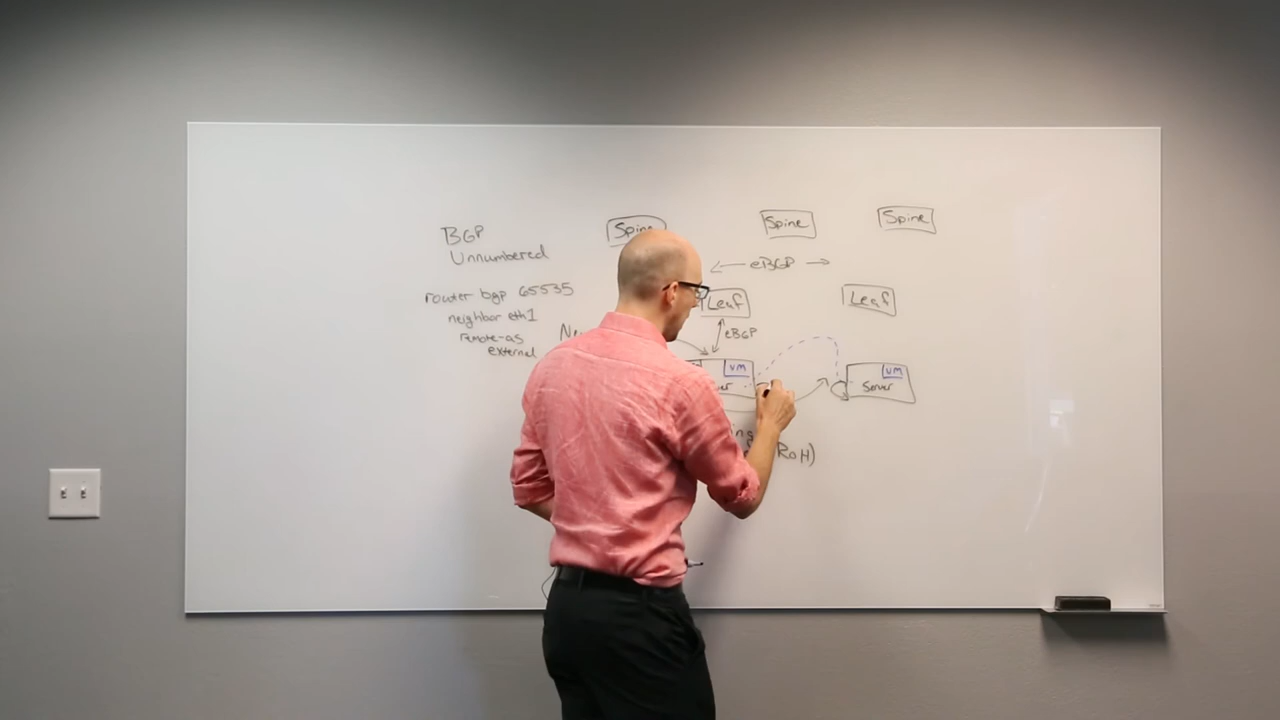 BGP
Unnumbered
router bgp 65535
neighbor eth1
remote-as
external
Spine
Spine
Spine
eBGP
Leaf
Leaf
eBGP
VM
VM
Server
RoH)